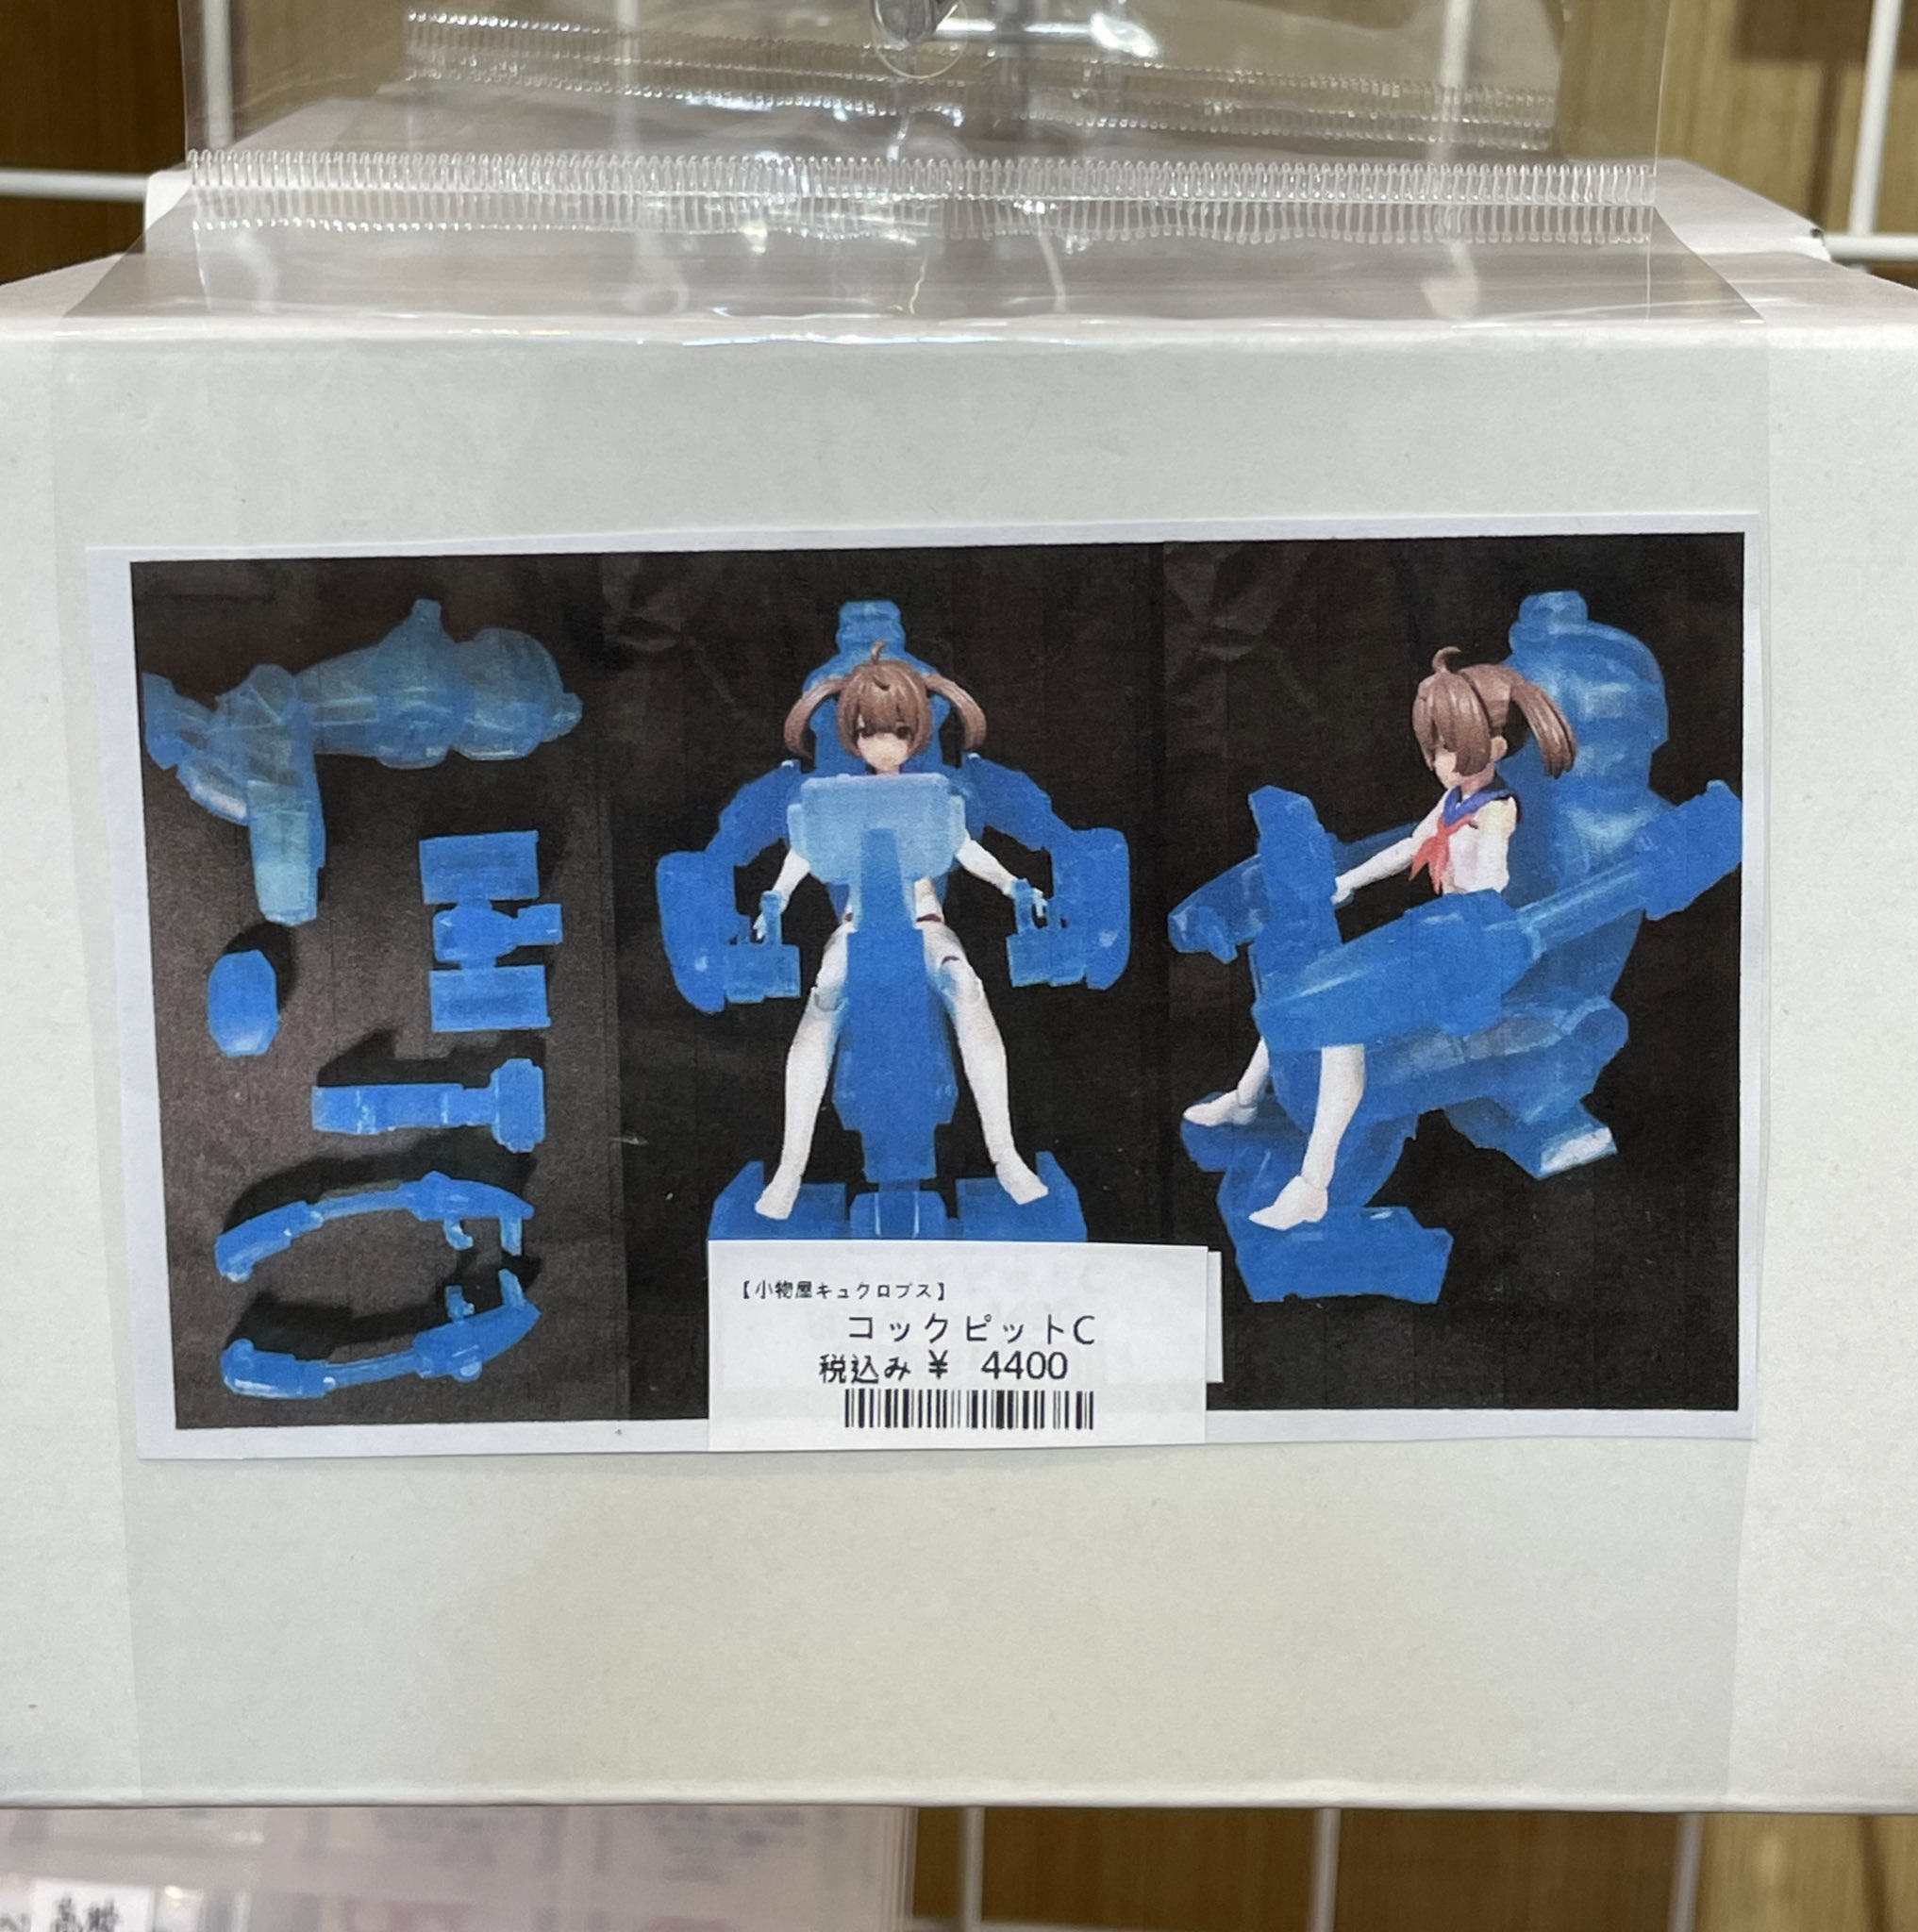 【小物屋キュクロプス】
コックピットC
税込み ¥ 4400